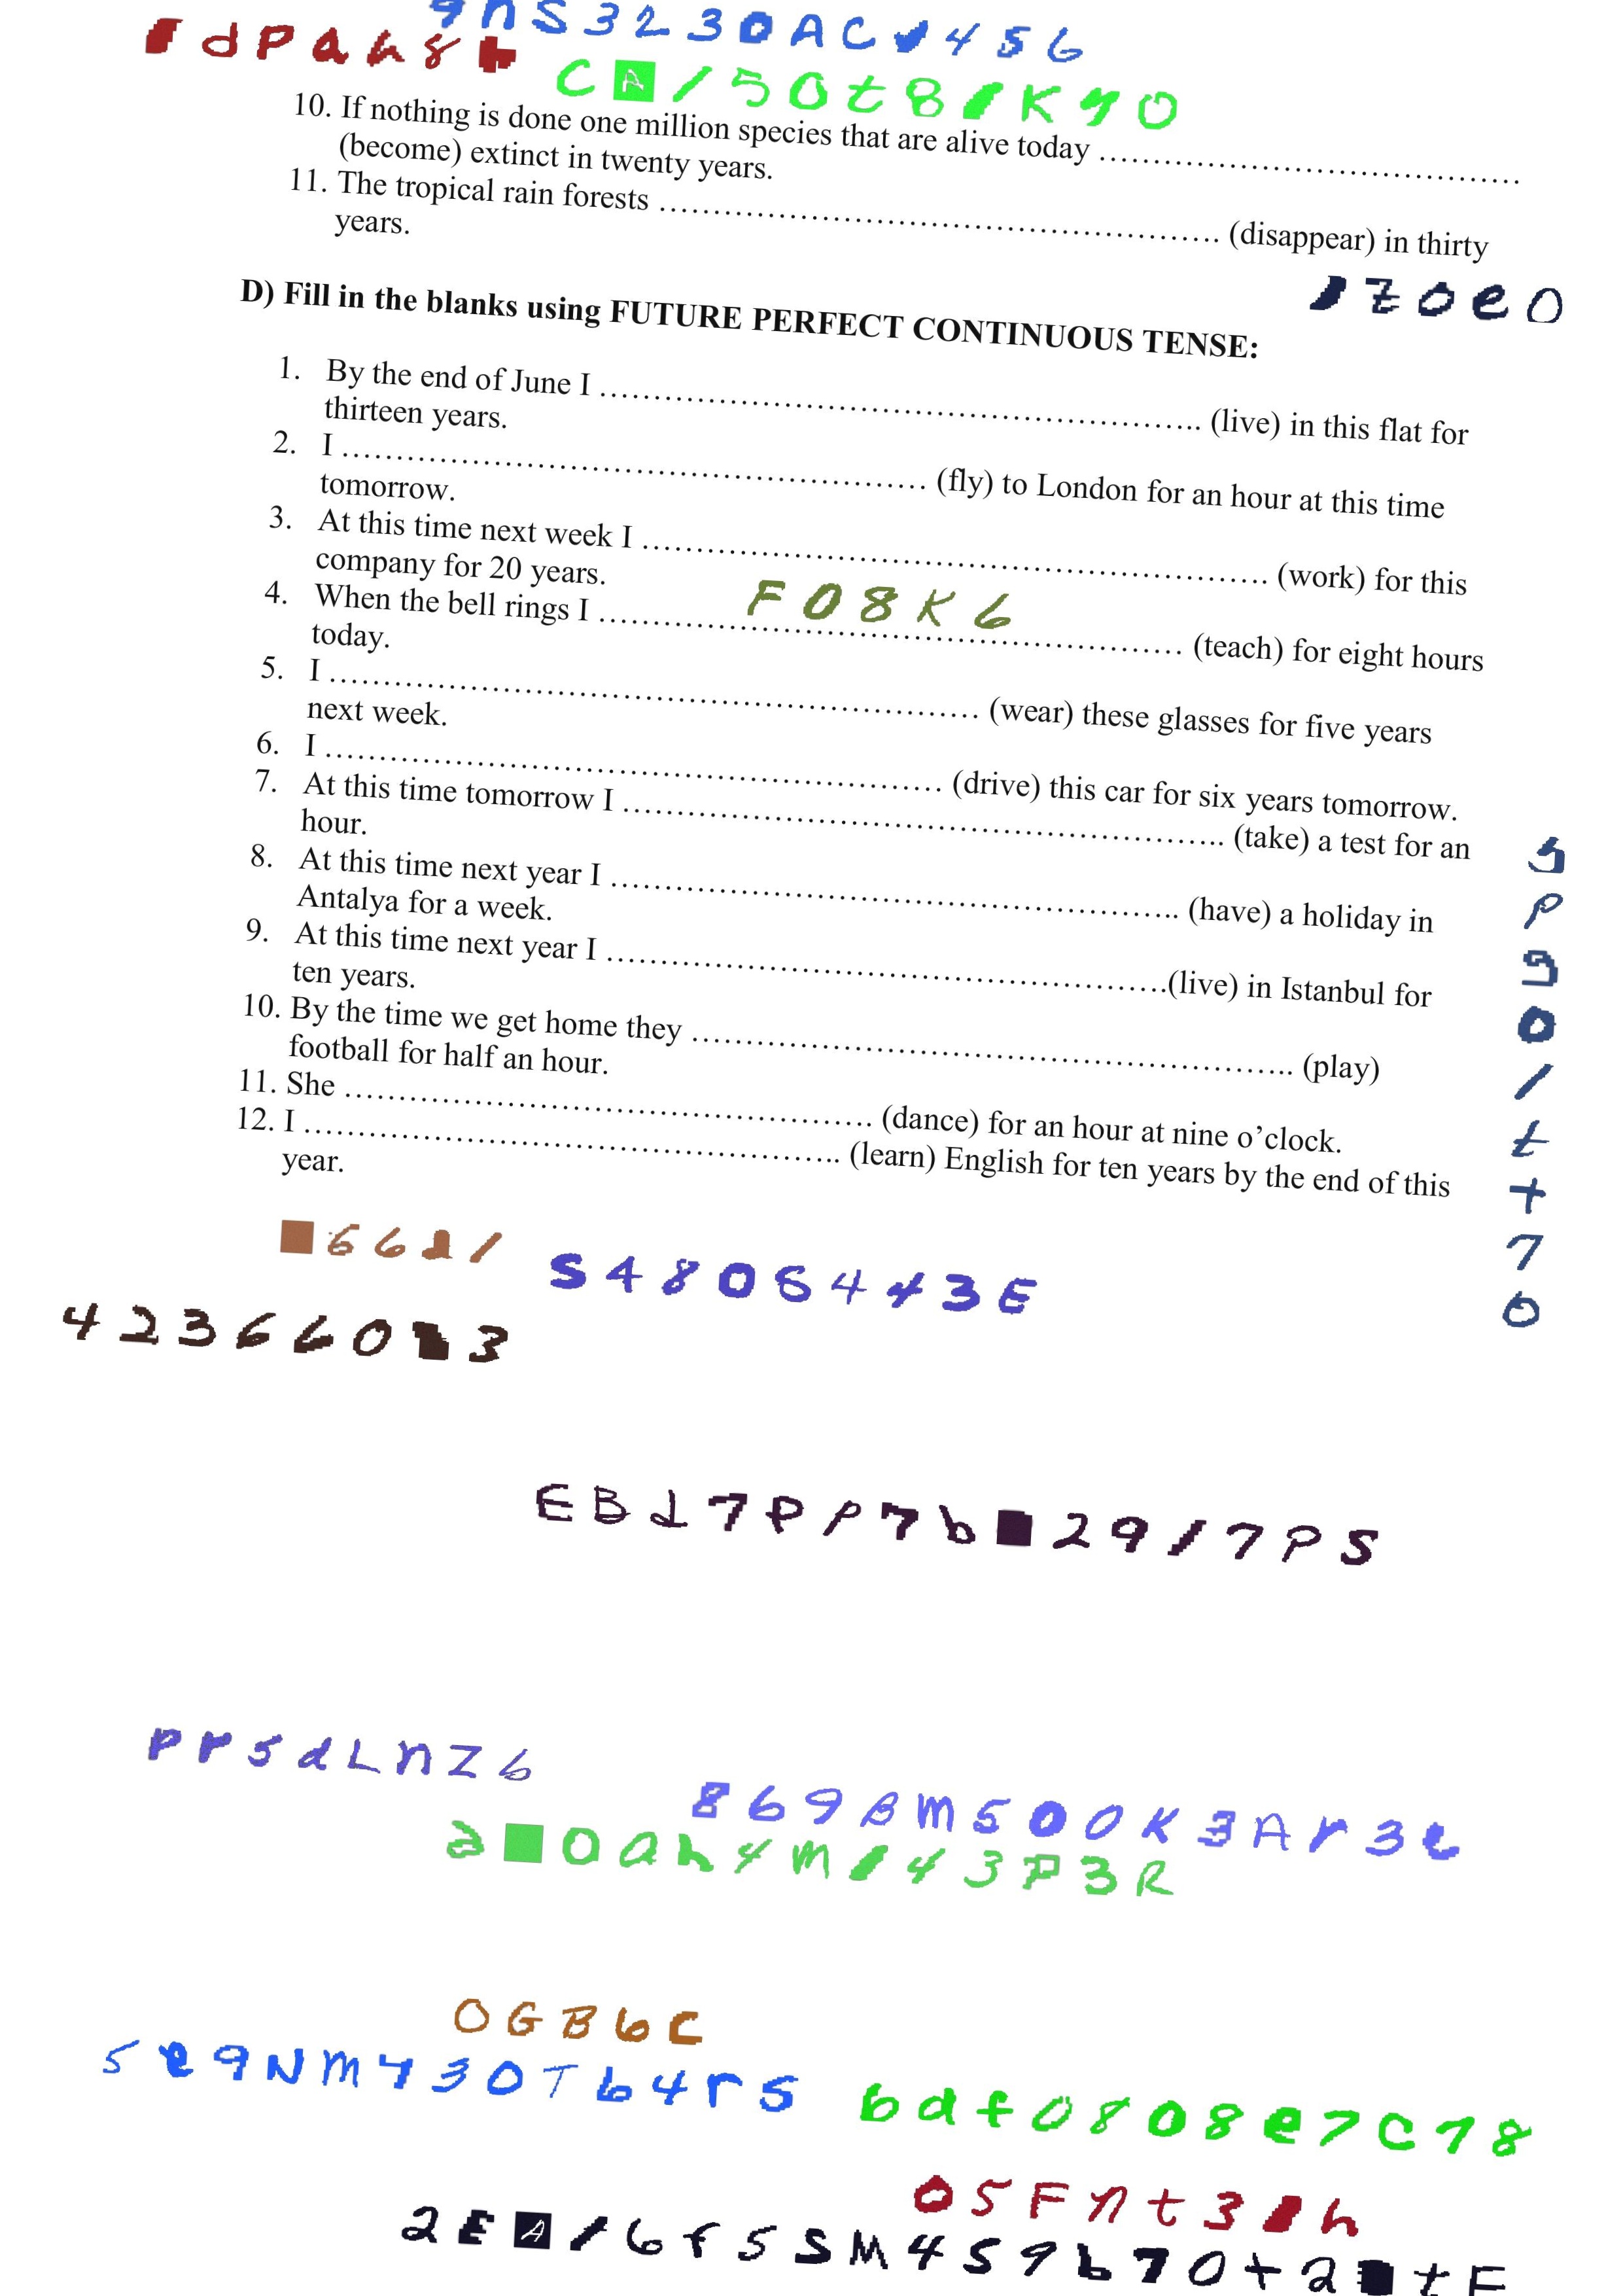 10. If nothing is done one million species that are alive today ……………………………………
(become) extinct in twenty years.
11. The tropical rain forests ………………………………………………. (disappear) in thirty
years.
D) Fill in the blanks using FUTURE PERFECT CONTINUOUS TENSE:
1. By the end of June I ………………………………………………….. (live) in this flat for
thirteen years.
2. I …………………………………………………. (fly) to London for an hour at this time
tomorrow.
3. At this time next week I ……………………………………………………. (work) for this
company for 20 years.
F08K6
4. When the bell rings I …………………………………………………. (teach) for eight hours
today.
5. I ………………………………………………………. (wear) these glasses for five years
next week.
6. I ……………………………………………………. (drive) this car for six years tomorrow.
7. At this time tomorrow I ………………………………………………….. (take) a test for an
hour.
8. At this time next year I ……………………………………………….. (have) a holiday in
Antalya for a week.
9. At this time next year I ……………………………………………….(live) in Istanbul for
ten years.
10. By the time we get home they ………………………………………………….. (play)
football for half an hour.
11. She ……………………………………………. (dance) for an hour at nine o’clock.
12. I …………………………………………….. (learn) English for ten years by the end of this
year.
S4806443E
Pr5dLnZ6
869BM500K3Ar3e
OGB6C
5e9NM430Tb4r5
bdf0808e7C78